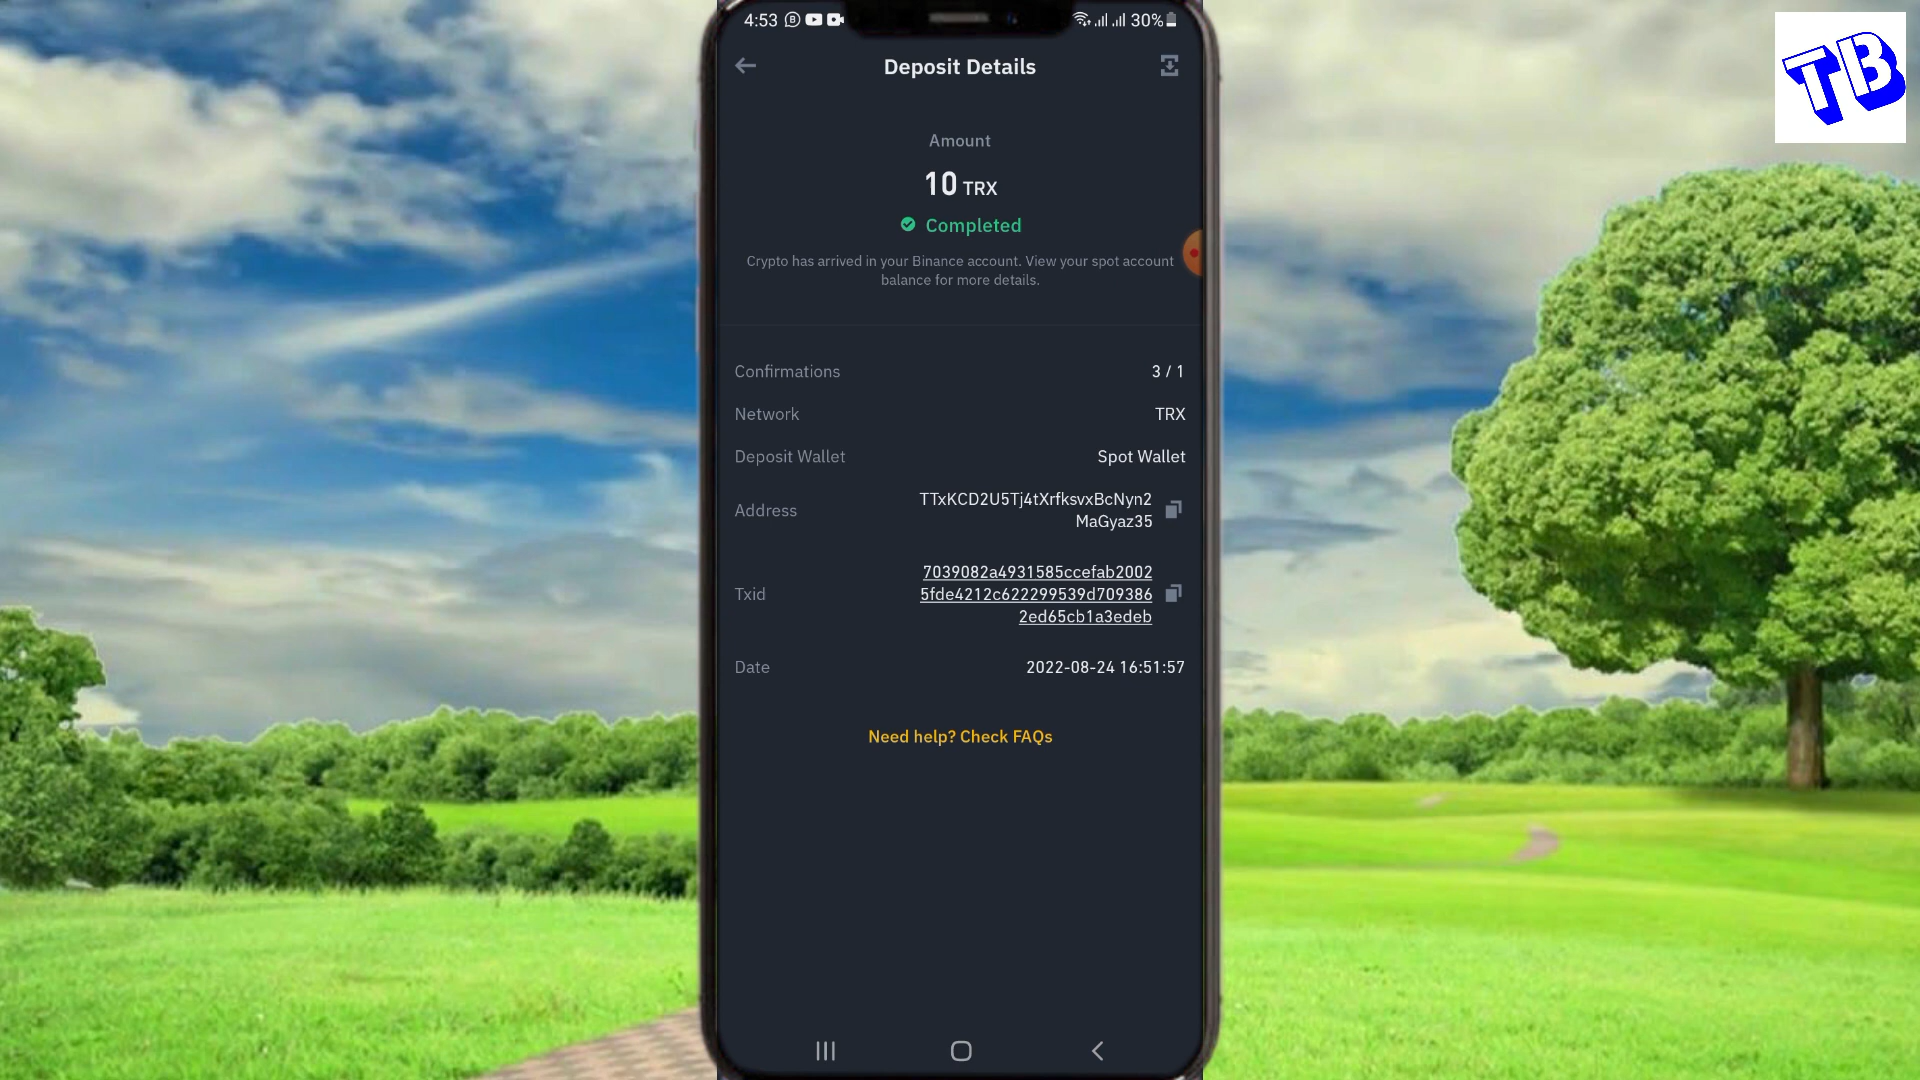 4:53
30%
Deposit Details
Amount
10 TRX
Completed
Crypto has arrived in your Binance account. View your spot account
balance for more details.
Confirmations 3 / 1
Network TRX
Deposit Wallet Spot Wallet
Address TTxKCD2U5Tj4tXrfksvxBcNyn2
MaGyaz35
Txid 7039082a4931585ccefab2002
5fde4212c622299539d709386
2ed65cb1a3edeb
Date 2022-08-24 16:51:57
Need help? Check FAQs
TB